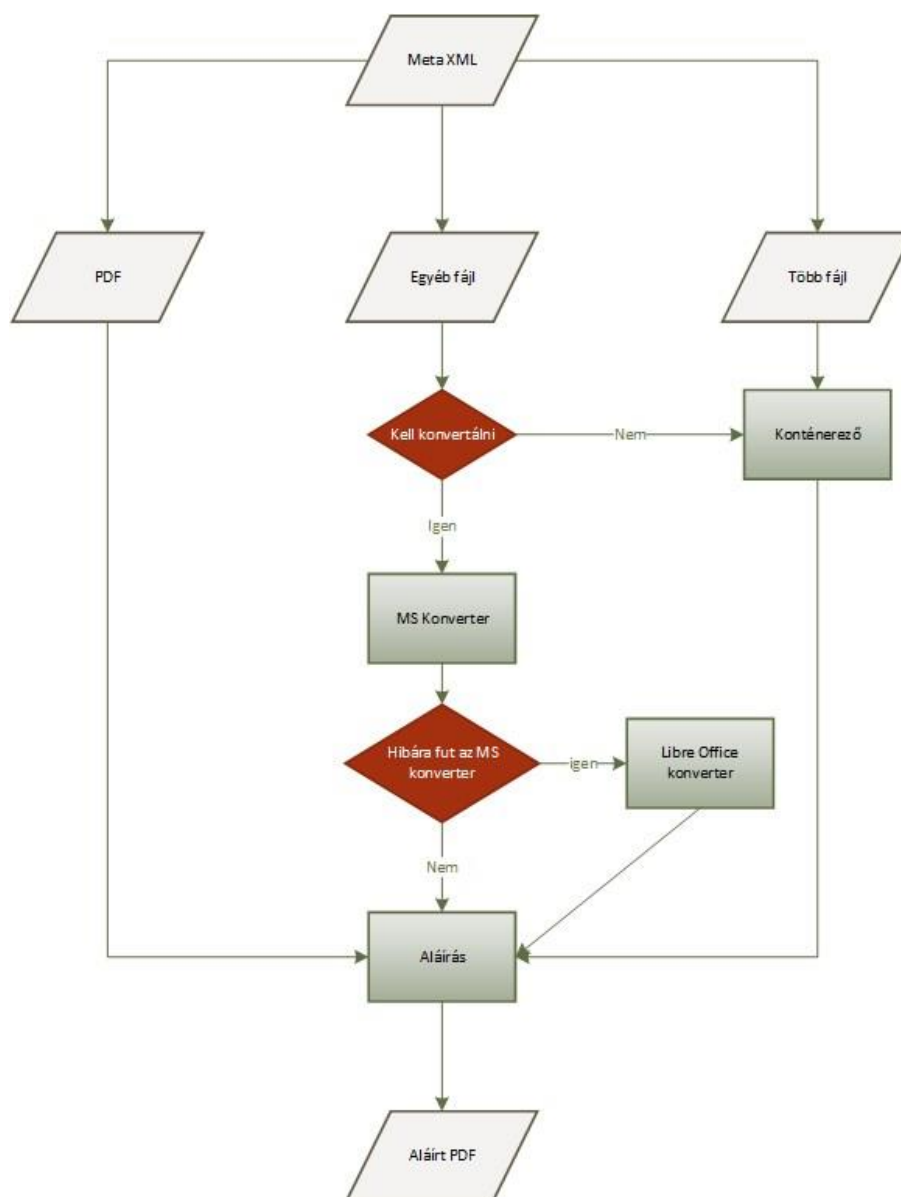 Meta XML
PDF
Egyéb fájl
Több fájl
Kell konvertálni
Nem
Konténerező
Igen
MS Konverter
Hibára fut az MS
konverter
igen
Libre Office
konverter
Nem
Aláírás
Aláírt PDF